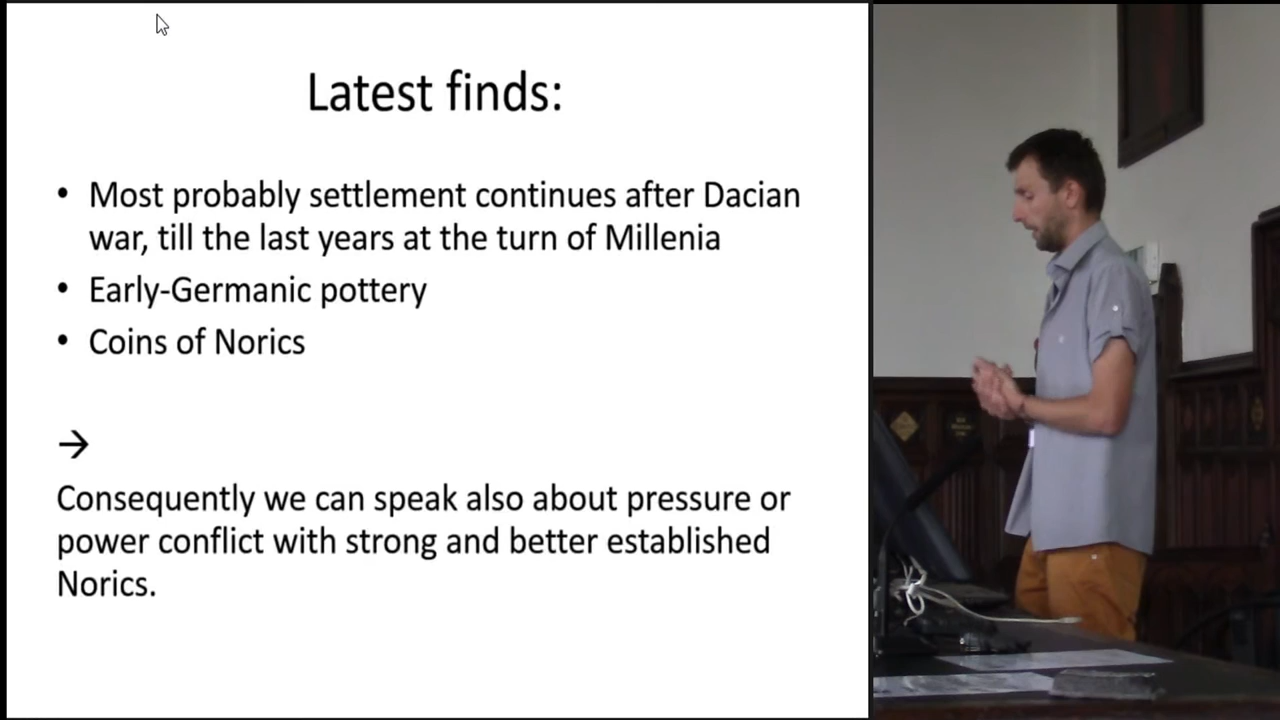 Latest finds:
• Most probably settlement continues after Dacian
war, till the last years at the turn of Millenia
• Early-Germanic pottery
• Coins of Norics
→
Consequently we can speak also about pressure or
power conflict with strong and better established
Norics.